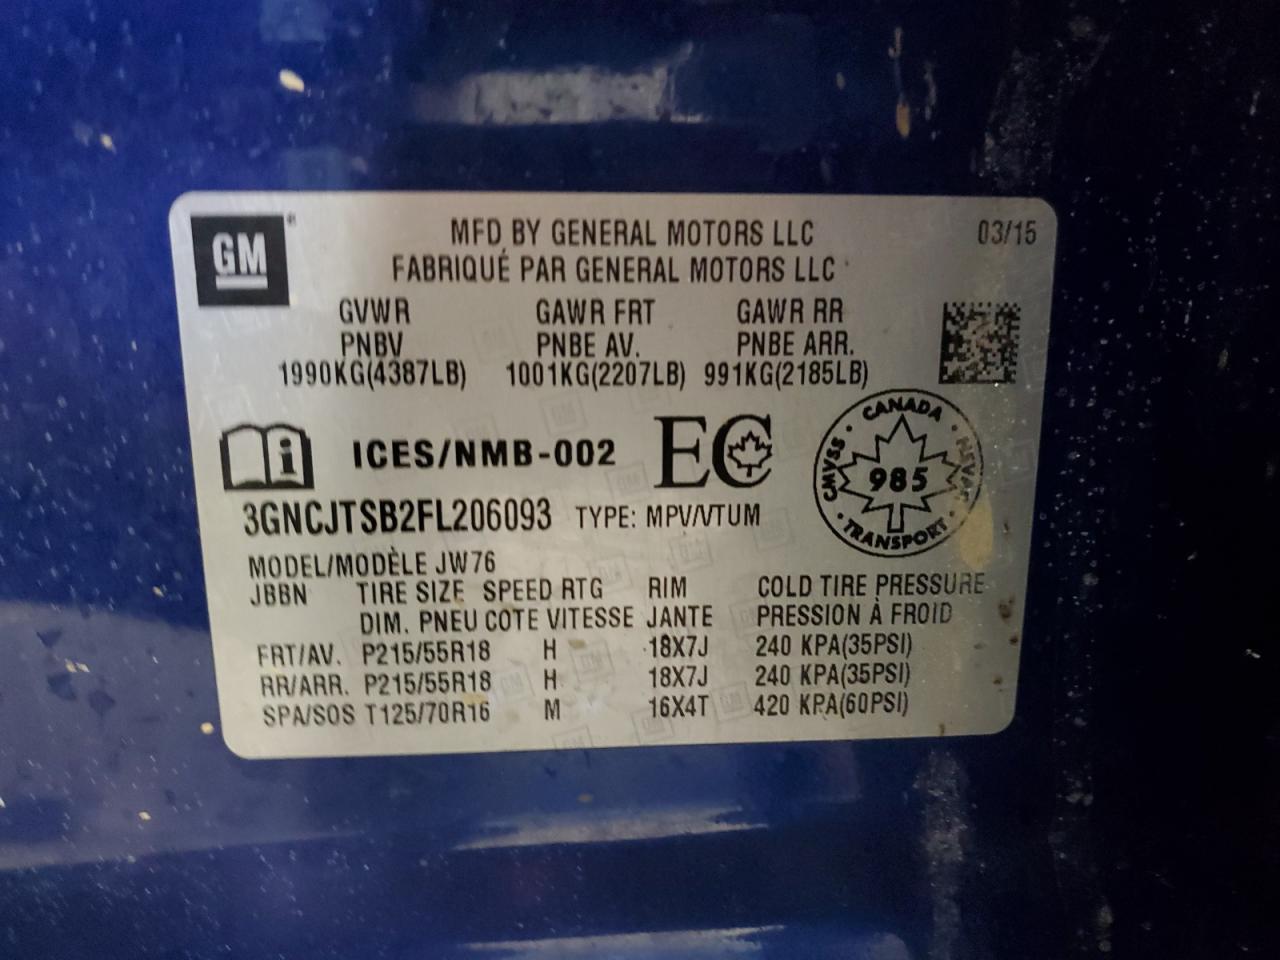 GM
MFD BY GENERAL MOTORS LLC 03/15
FABRIQUÉ PAR GENERAL MOTORS LLC
GVWR GAWR FRT GAWR RR
PNBV PNBE AV. PNBE ARR.
1990KG(4387LB) 1001KG(2207LB) 991KG(2185LB)
i ICES/NMB-002 EC
CANADA
CMVSS 985 NSVAC
TRANSPORT
3GNCJTSB2FL206093 TYPE: MPV/VTUM
MODEL/MODÈLE JW76
JBBN TIRE SIZE SPEED RTG RIM COLD TIRE PRESSURE
DIM. PNEU COTE VITESSE JANTE PRESSION À FROID
FRT/AV. P215/55R18 H 18X7J 240 KPA(35PSI)
RR/ARR. P215/55R18 H 18X7J 240 KPA(35PSI)
SPA/SOS T125/70R16 M 16X4T 420 KPA(60PSI)